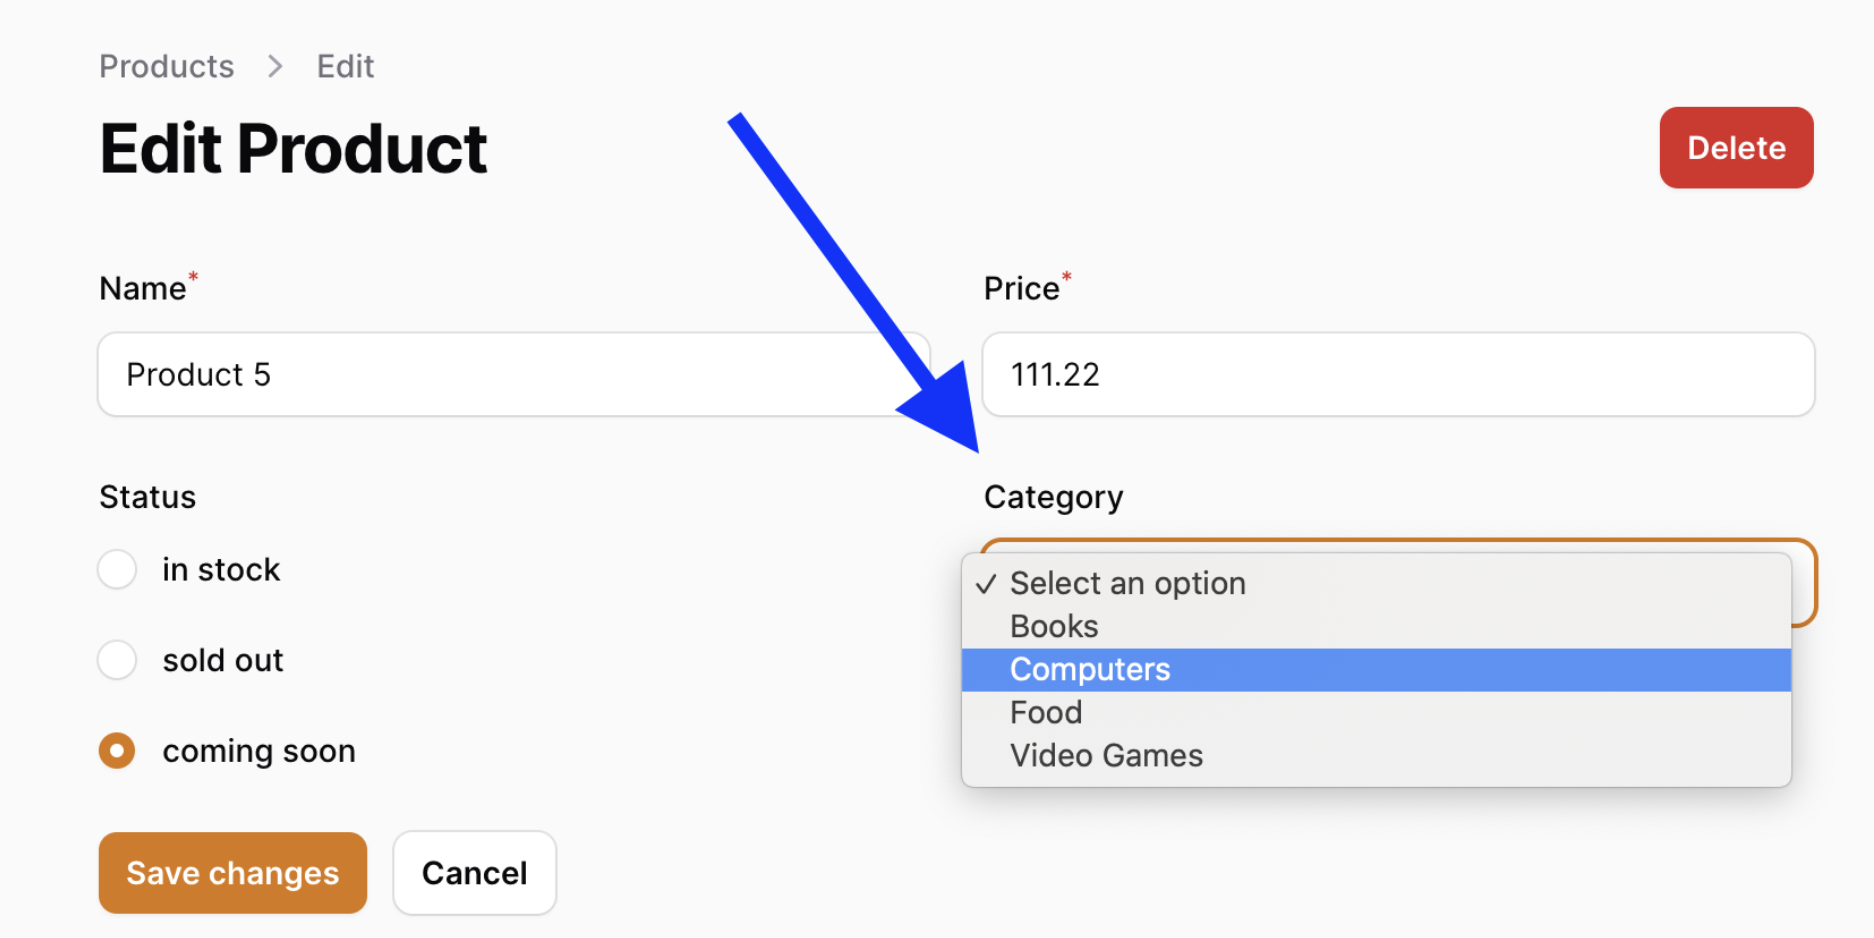 Products > Edit
Edit Product
Delete
Name*
Price*
Product 5
111.22
Status
Category
in stock
sold out
coming soon
✓ Select an option
Books
Computers
Food
Video Games
Save changes
Cancel